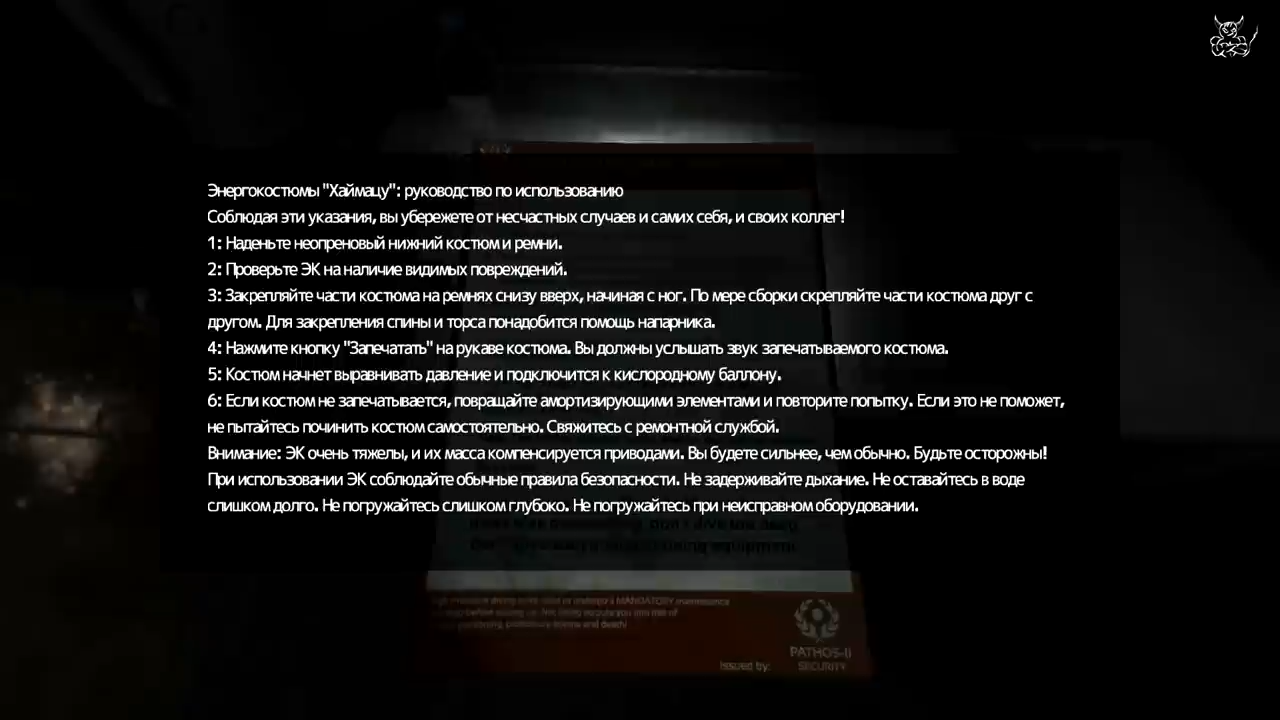 Энергокостюмы "Хаймацу": руководство по использованию
Соблюдая эти указания, вы убережете от несчастных случаев и самих себя, и своих коллег!
1: Наденьте неопреновый нижний костюм и ремни.
2: Проверьте ЭК на наличие видимых повреждений.
3: Закрепляйте части костюма на ремнях снизу вверх, начиная с ног. По мере сборки скрепляйте части костюма друг с
другом. Для закрепления спины и торса понадобится помощь напарника.
4: Нажмите кнопку "Запечатать" на рукаве костюма. Вы должны услышать звук запечатываемого костюма.
5: Костюм начнет выравнивать давление и подключится к кислородному баллону.
6: Если костюм не запечатывается, повращайте амортизирующими элементами и повторите попытку. Если это не поможет,
не пытайтесь починить костюм самостоятельно. Свяжитесь с ремонтной службой.
Внимание: ЭК очень тяжелы, и их масса компенсируется приводами. Вы будете сильнее, чем обычно. Будьте осторожны!
При использовании ЭК соблюдайте обычные правила безопасности. Не задерживайте дыхание. Не оставайтесь в воде
слишком долго. Не погружайтесь слишком глубоко. Не погружайтесь при неисправном оборудовании.
MANDATORY
and death!
PATHOS-II
Issued by: SECURITY